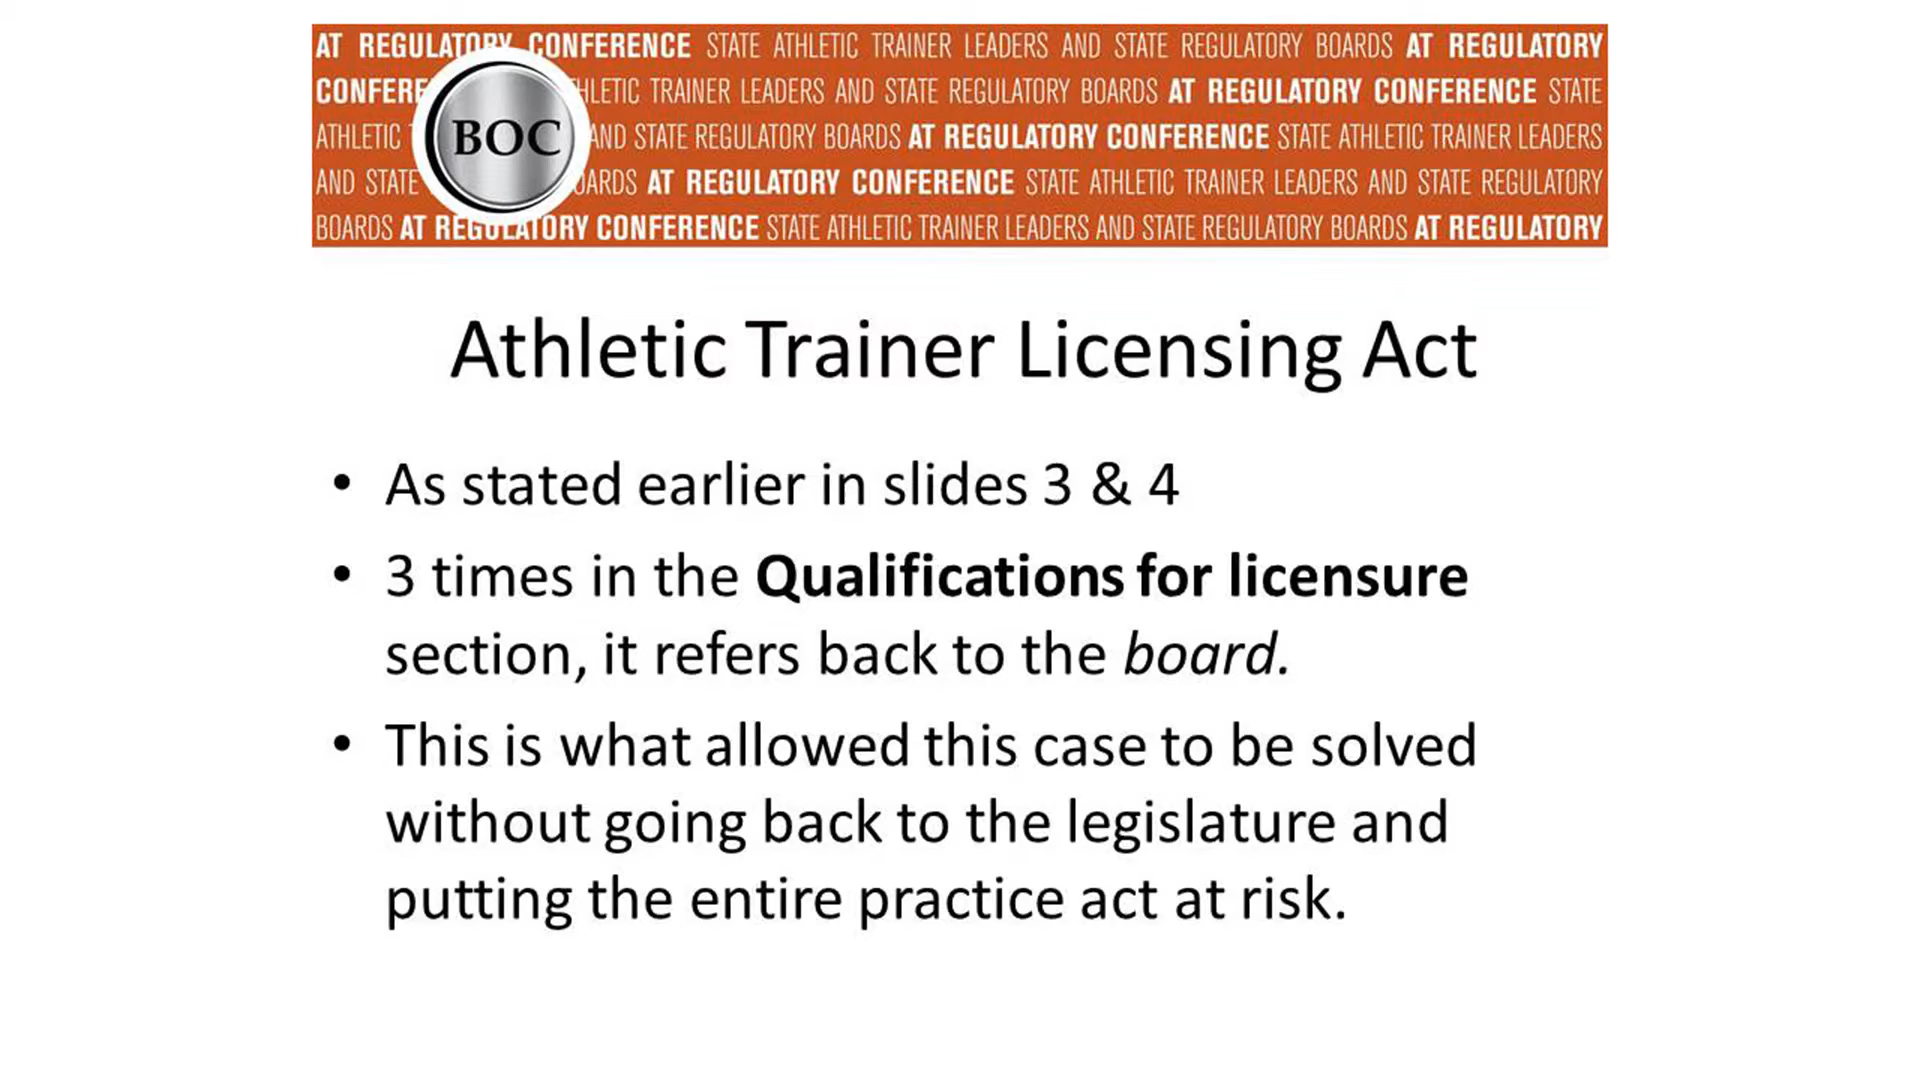 AT REGULATORY CONFERENCE STATE ATHLETIC TRAINER LEADERS AND STATE REGULATORY BOARDS AT REGULATORY
CONFERE HLETIC TRAINER LEADERS AND STATE REGULATORY BOARDS AT REGULATORY CONFERENCE STATE
ATHLETIC T AND STATE REGULATORY BOARDS AT REGULATORY CONFERENCE STATE ATHLETIC TRAINER LEADERS
BOC
AND STATE OARDS AT REGULATORY CONFERENCE STATE ATHLETIC TRAINER LEADERS AND STATE REGULATORY
BOARDS AT REGULATORY CONFERENCE STATE ATHLETIC TRAINER LEADERS AND STATE REGULATORY BOARDS AT REGULATORY
Athletic Trainer Licensing Act
• As stated earlier in slides 3 & 4
• 3 times in the Qualifications for licensure
section, it refers back to the board.
• This is what allowed this case to be solved
without going back to the legislature and
putting the entire practice act at risk.